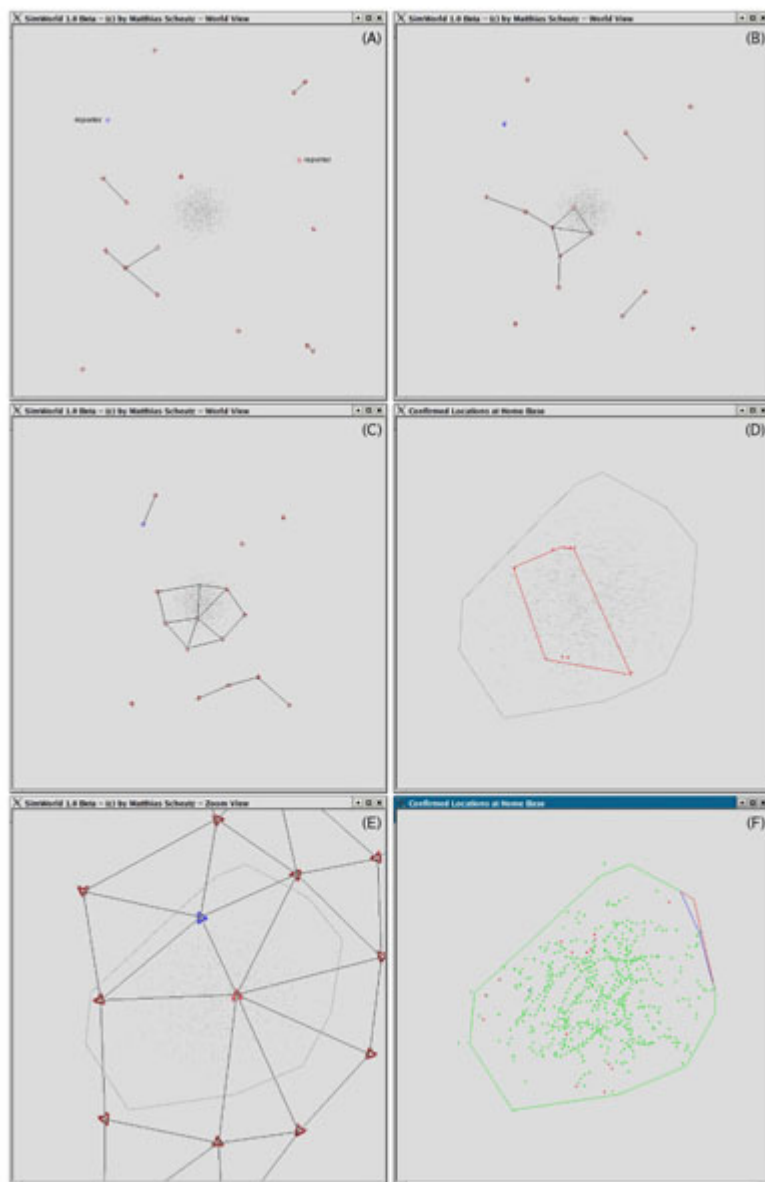 SimWorld 1.0 Beta - (c) by Matthias Scheutz - World View
(A)
SimWorld 1.0 Beta - (c) by Matthias Scheutz - World View
(B)
reporter
reporter
SimWorld 1.0 Beta - (c) by Matthias Scheutz - World View
(C)
Confirmed Locations at Home Base
(D)
SimWorld 1.0 Beta - (c) by Matthias Scheutz - Zoom View
(E)
Confirmed Locations at Home Base
(F)